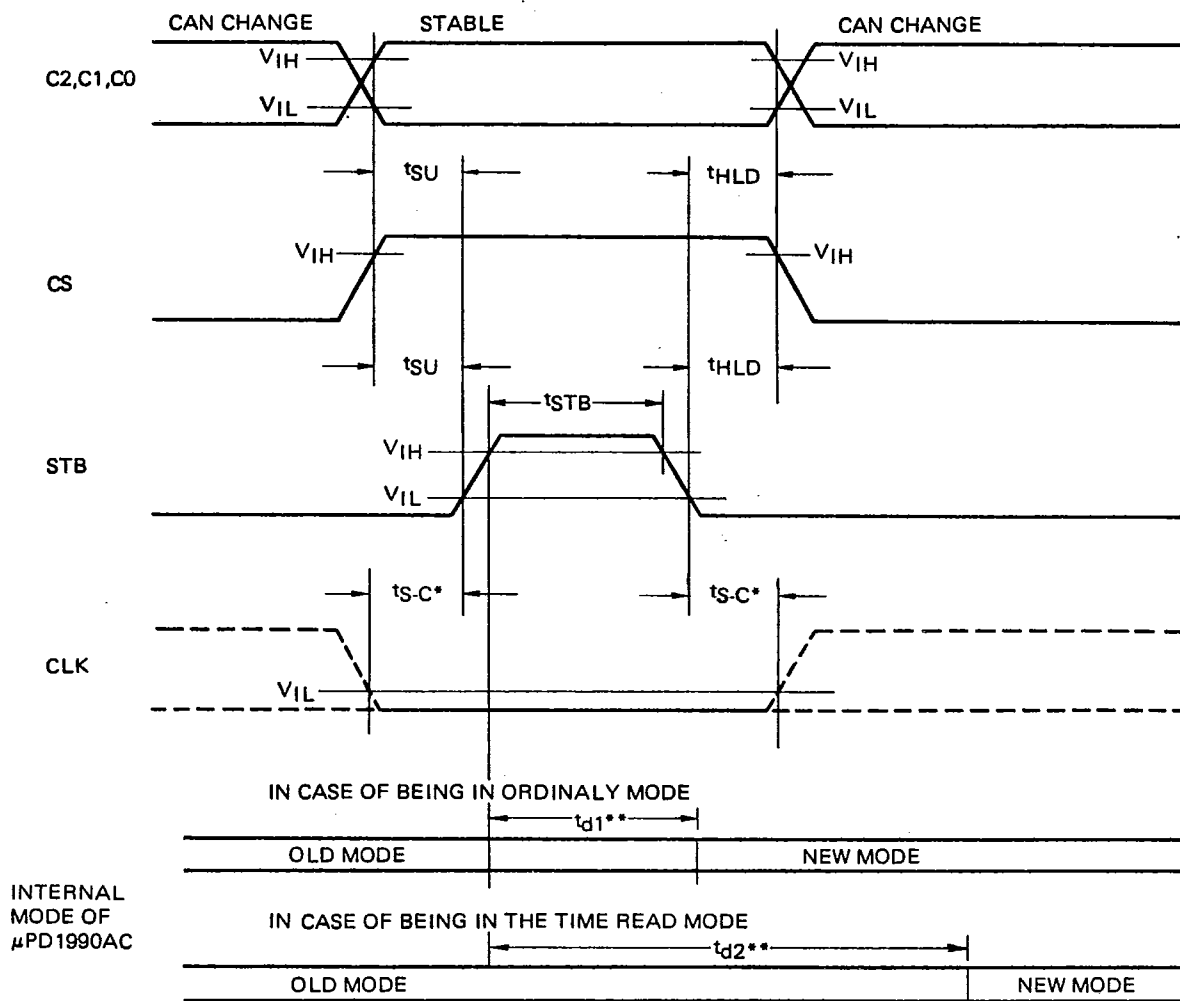 CAN CHANGE STABLE CAN CHANGE
C2,C1,C0 VIH VIH
VIL VIL
tSU tHLD
VIH VIH
CS
tSU tHLD
tSTB
VIH
STB
VIL
tS-C* tS-C*
CLK
VIL
IN CASE OF BEING IN ORDINALY MODE
td1**
OLD MODE NEW MODE
INTERNAL
MODE OF
μPD1990AC
IN CASE OF BEING IN THE TIME READ MODE
td2**
OLD MODE NEW MODE